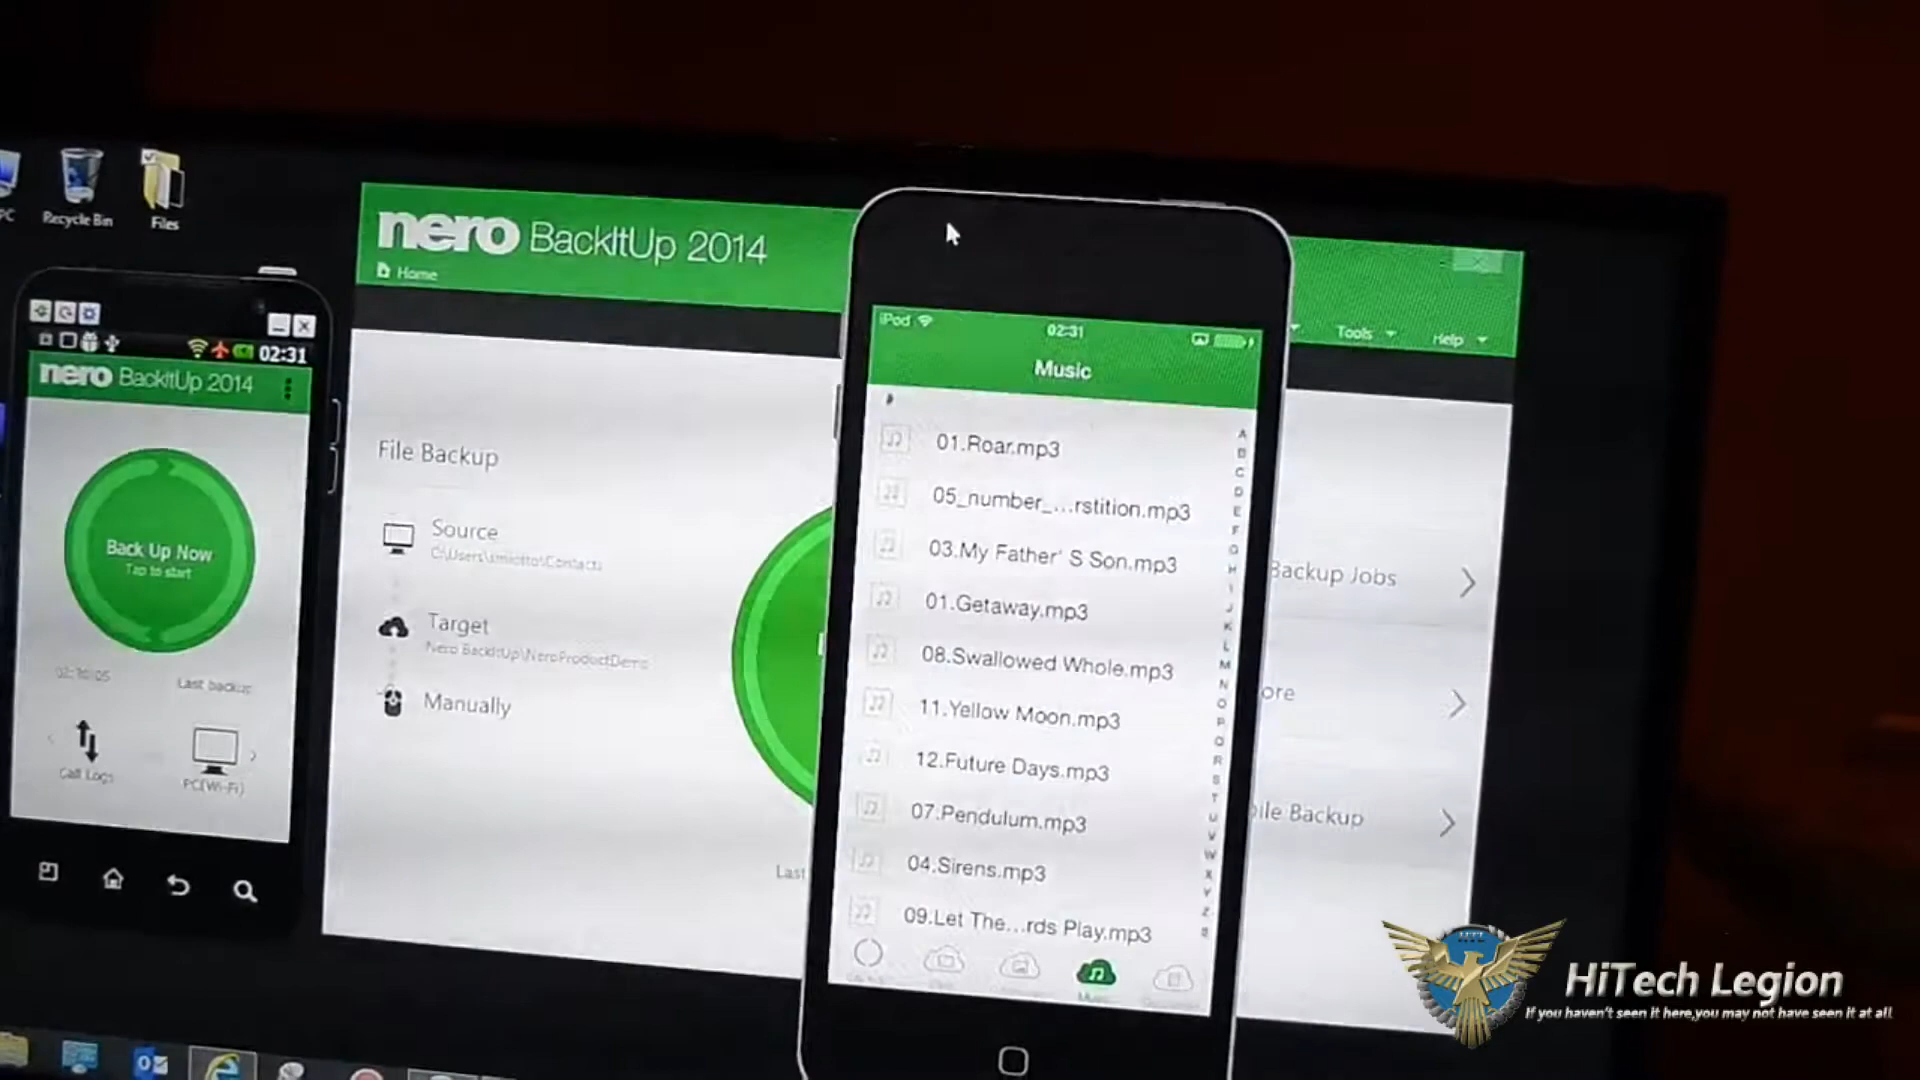 PC
Recycle Bin
Files
nero BackItUp 2014
Home
Tools
Help
02:31
nero BackItUp 2014
Back Up Now
Tap to start
Last backup
Call Logs
PC(Wi-Fi)
File Backup
Source
C:\Users\smiotto\Contacts
Target
Nero BackItUp\NeroProductDemo
Manually
Last
iPod
02:31
Music
01.Roar.mp3
05_number_...rstition.mp3
03.My Father' S Son.mp3
01.Getaway.mp3
08.Swallowed Whole.mp3
11.Yellow Moon.mp3
12.Future Days.mp3
07.Pendulum.mp3
04.Sirens.mp3
09.Let The...rds Play.mp3
A
B
C
D
E
F
G
H
I
J
K
L
M
N
O
P
Q
R
S
T
U
V
W
X
Y
Z
#
Music
Backup Jobs
ore
bile Backup
HiTech Legion
If you haven't seen it here,you may not have seen it at all